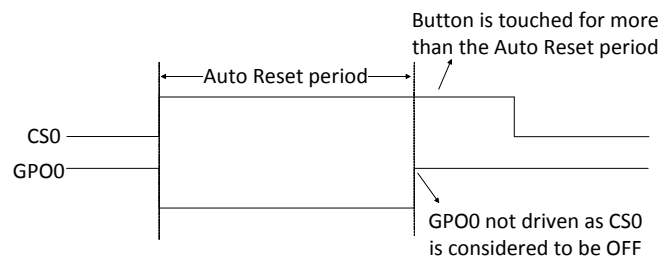 Button is touched for more
than the Auto Reset period
Auto Reset period
CS0
GPO0
GPO0 not driven as CS0
is considered to be OFF